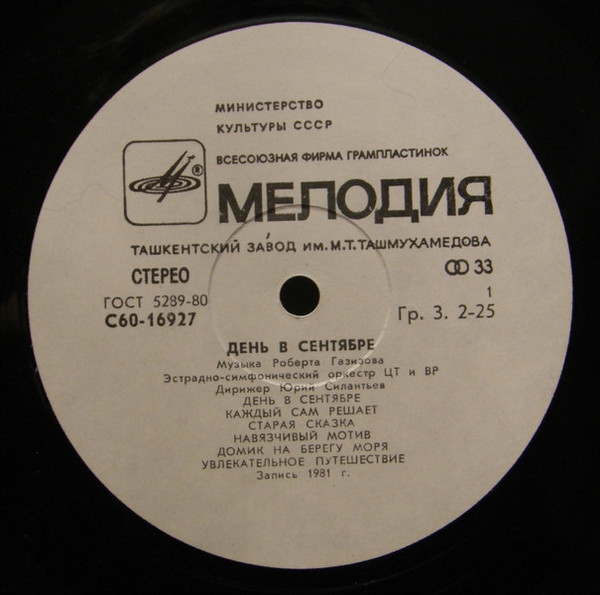 МИНИСТЕРСТВО
КУЛЬТУРЫ СССР
ВСЕСОЮЗНАЯ ФИРМА ГРАМПЛАСТИНОК
®
МЕЛОДИЯ
ТАШКЕНТСКИЙ ЗАВОД ИМ. М.Т. ТАШМУХАМЕДОВА
СТЕРЕО 33
ГОСТ 5289-80 1
С60-16927 Гр. 3. 2-25
ДЕНЬ В СЕНТЯБРЕ
Музыка Роберта Газизова
Эстрадно-симфонический оркестр ЦТ и ВР
Дирижер Юрий Силантьев
ДЕНЬ В СЕНТЯБРЕ
КАЖДЫЙ САМ РЕШАЕТ
СТАРАЯ СКАЗКА
НАВЯЗЧИВЫЙ МОТИВ
ДОМИК НА БЕРЕГУ МОРЯ
УВЛЕКАТЕЛЬНОЕ ПУТЕШЕСТВИЕ
Запись 1981 г.